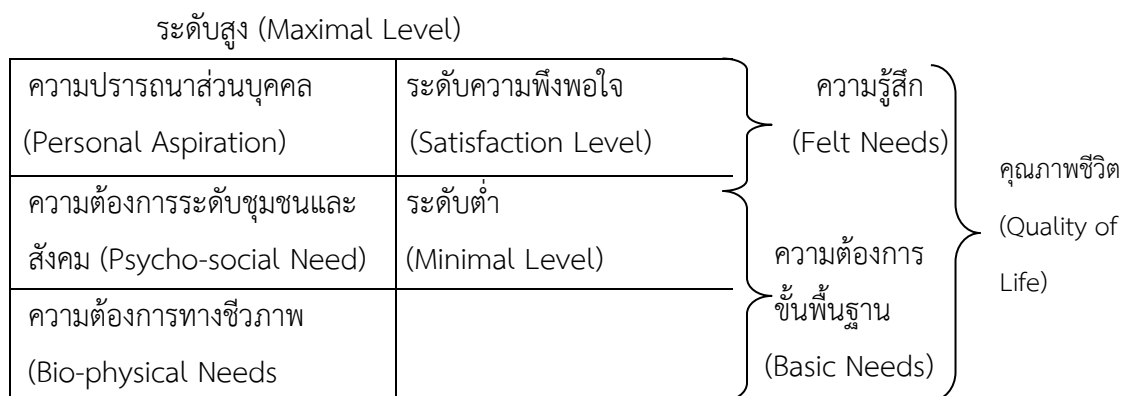 ระดับสูง (Maximal Level)
ความปรารถนาส่วนบุคคล
(Personal Aspiration)
ระดับความพึงพอใจ
(Satisfaction Level)
ความรู้สึก
(Felt Needs)
ความต้องการระดับชุมชนและ
สังคม (Psycho-social Need)
ระดับต่ำ
(Minimal Level)
ความต้องการทางชีวภาพ
(Bio-physical Needs
ความต้องการ
ขั้นพื้นฐาน
(Basic Needs)
คุณภาพชีวิต
(Quality of
Life)